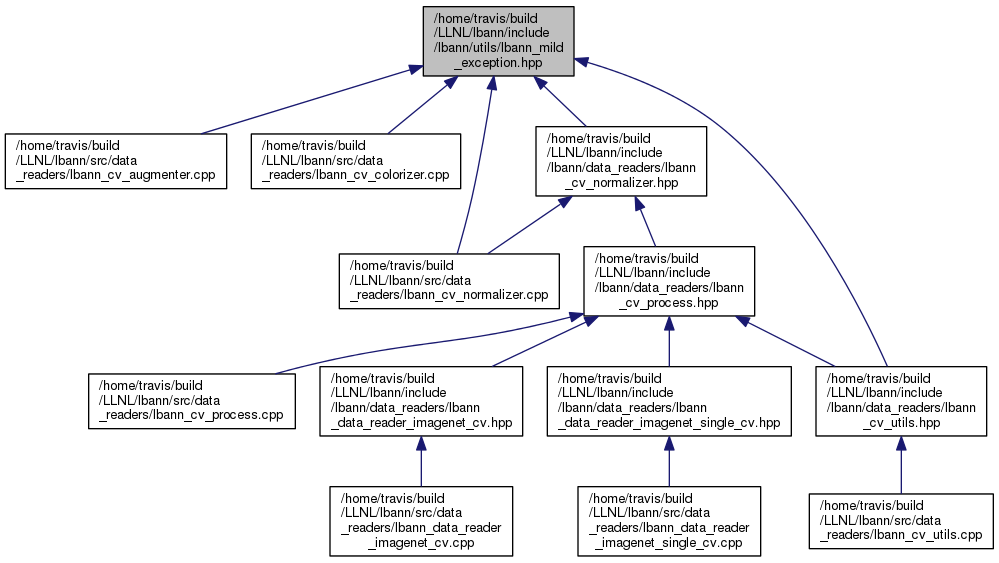 /home/travis/build
/LLNL/lbann/include
/lbann/utils/lbann_mild
_exception.hpp
/home/travis/build
/LLNL/lbann/src/data
_readers/lbann_cv_augmenter.cpp
/home/travis/build
/LLNL/lbann/src/data
_readers/lbann_cv_colorizer.cpp
/home/travis/build
/LLNL/lbann/include
/lbann/data_readers/lbann
_cv_normalizer.hpp
/home/travis/build
/LLNL/lbann/src/data
_readers/lbann_cv_normalizer.cpp
/home/travis/build
/LLNL/lbann/include
/lbann/data_readers/lbann
_cv_process.hpp
/home/travis/build
/LLNL/lbann/src/data
_readers/lbann_cv_process.cpp
/home/travis/build
/LLNL/lbann/include
/lbann/data_readers/lbann
_data_reader_imagenet_cv.hpp
/home/travis/build
/LLNL/lbann/include
/lbann/data_readers/lbann
_data_reader_imagenet_single_cv.hpp
/home/travis/build
/LLNL/lbann/include
/lbann/data_readers/lbann
_cv_utils.hpp
/home/travis/build
/LLNL/lbann/src/data
_readers/lbann_data_reader
_imagenet_cv.cpp
/home/travis/build
/LLNL/lbann/src/data
_readers/lbann_data_reader
_imagenet_single_cv.cpp
/home/travis/build
/LLNL/lbann/src/data
_readers/lbann_cv_utils.cpp